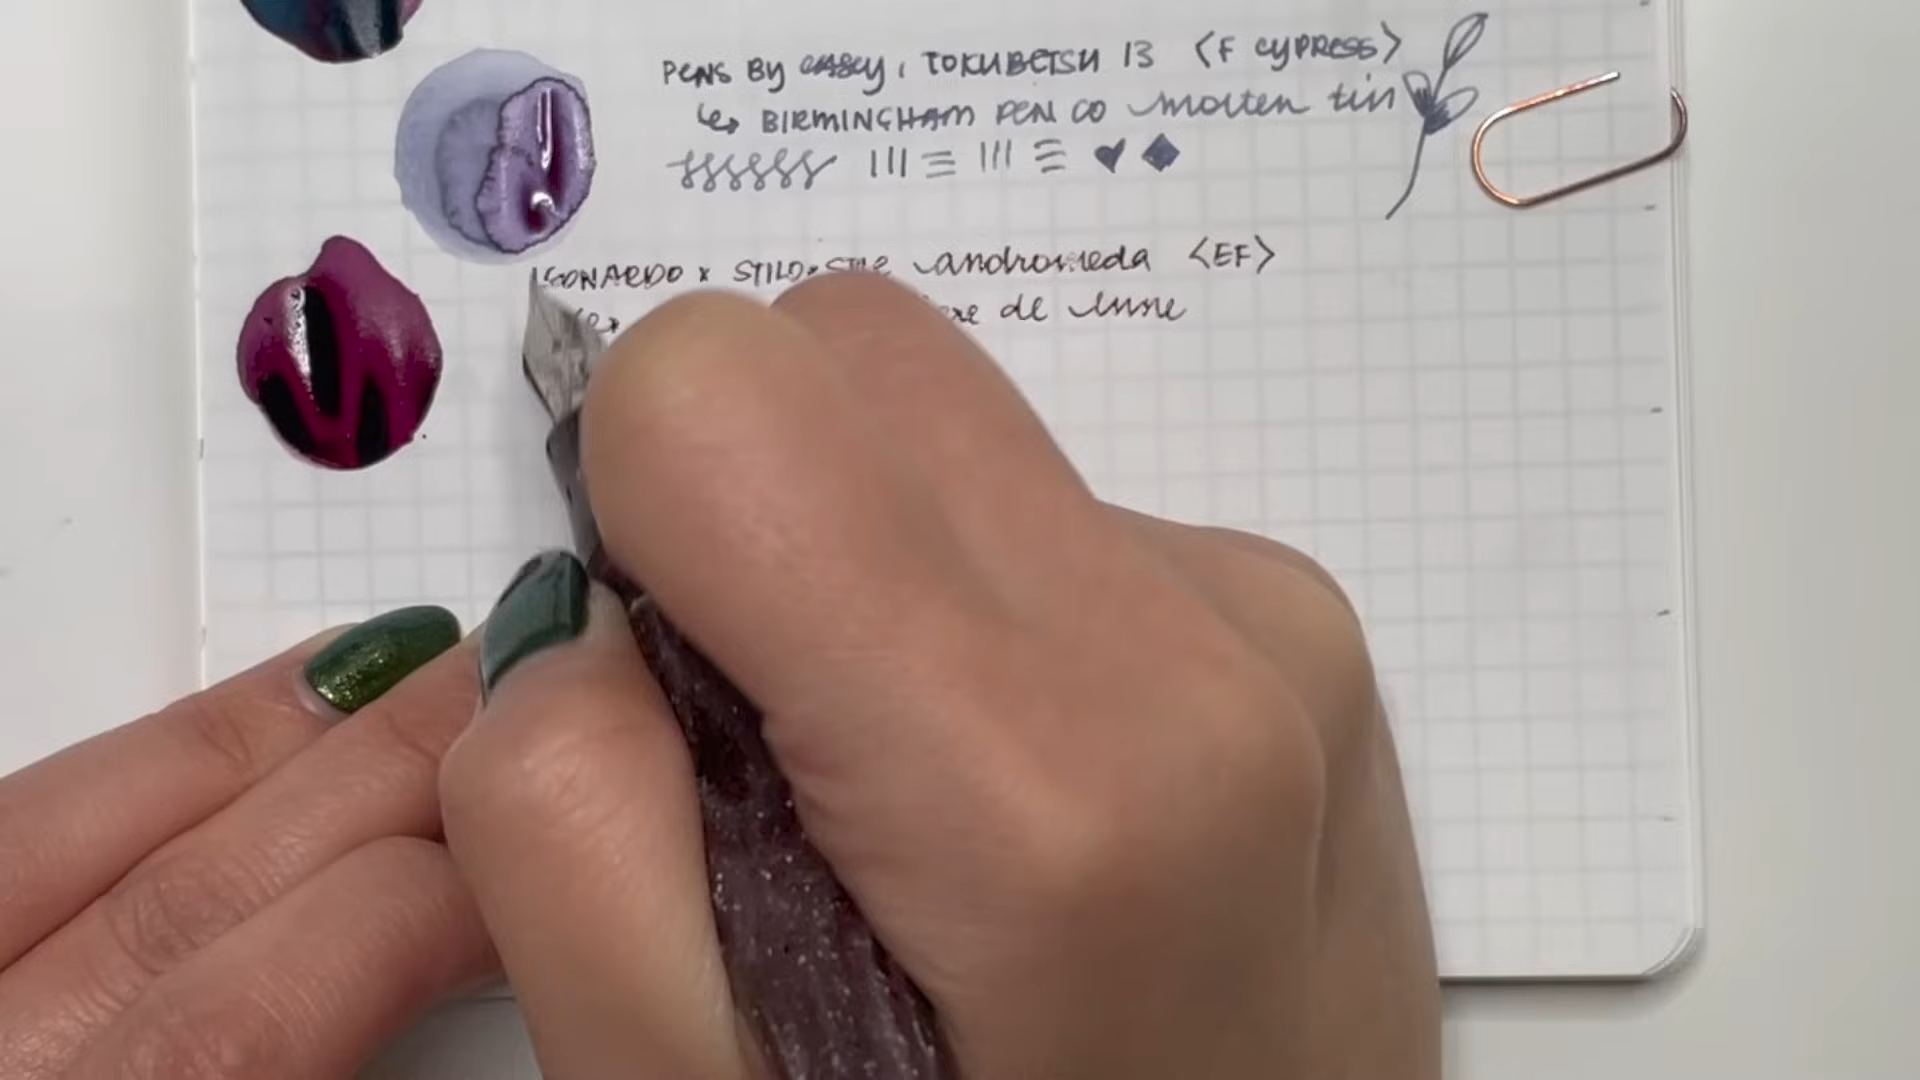 PENS BY CASEY, TOKUBETSU 13 <F CYPRESS>
↳ BIRMINGHAM PEN CO molten tin
LEONARDO x STILO & STILE andromeda <EF>
↳ de lune